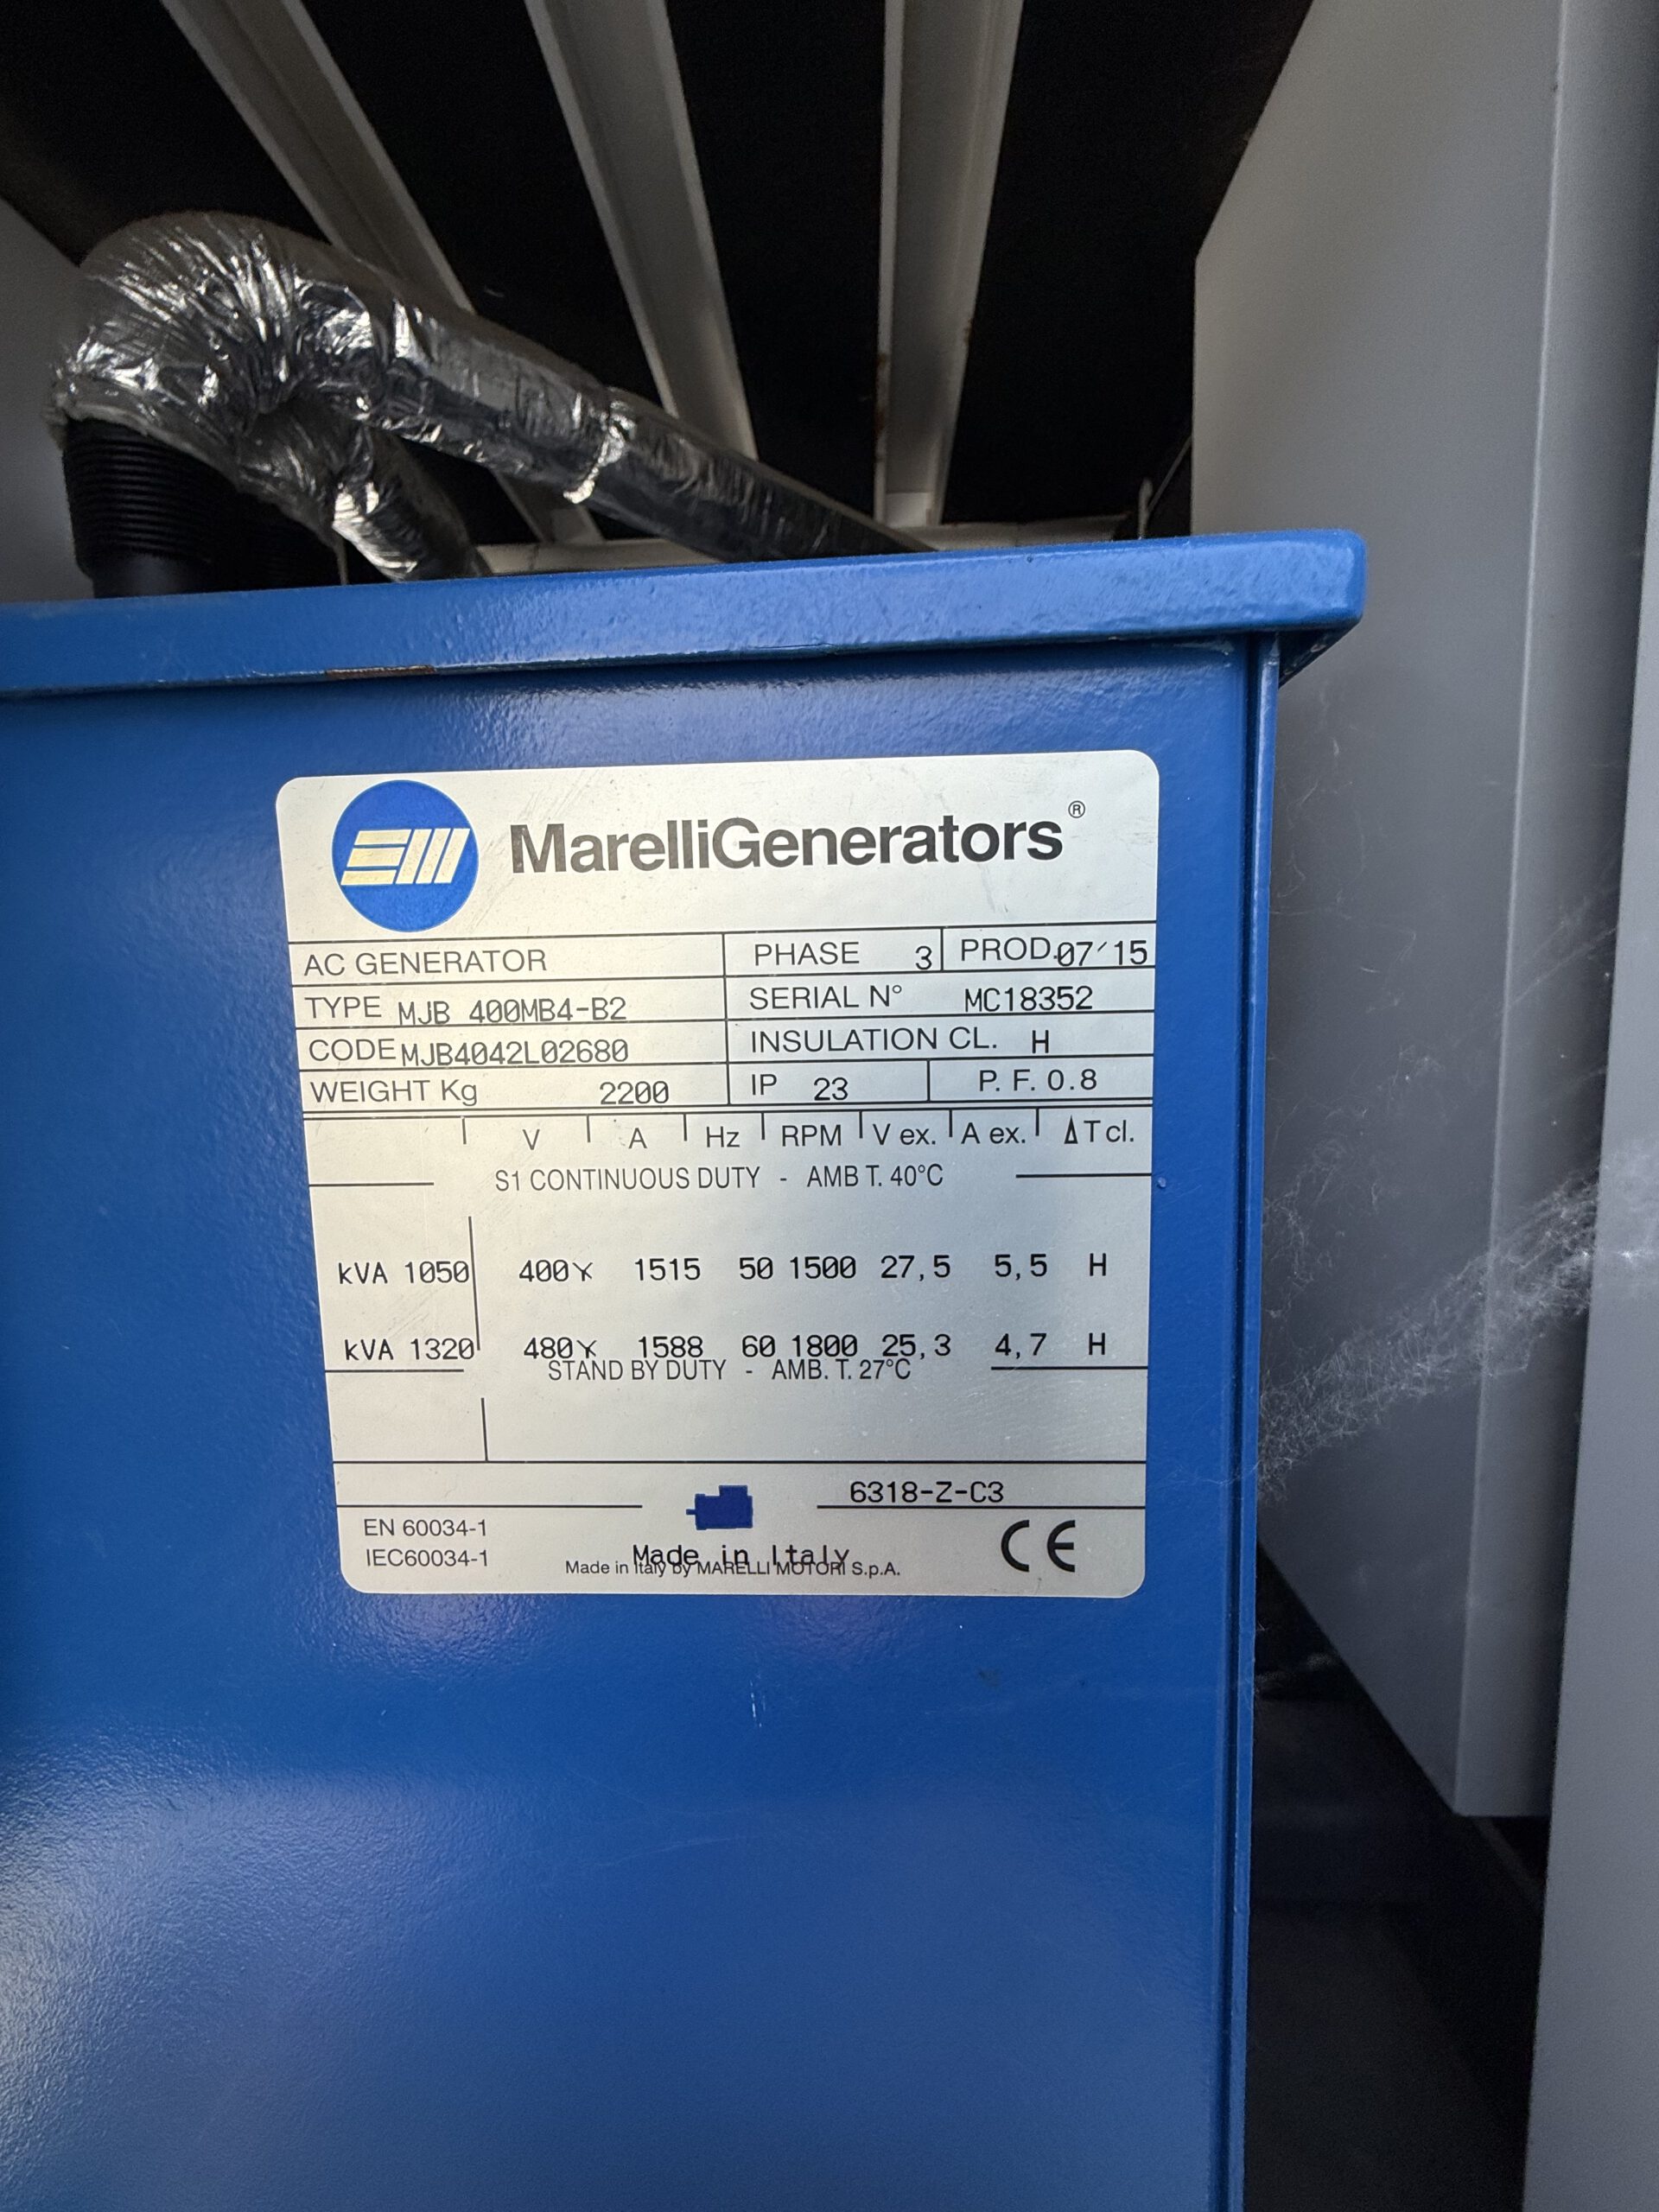 MarelliGenerators®
AC GENERATOR PHASE 3 PROD. 07´15
TYPE MJB 400MB4-B2 SERIAL N° MC18352
CODE MJB4042L02680 INSULATION CL. H
WEIGHT Kg 2200 IP 23 P. F. 0.8
V A Hz RPM V ex. A ex. ΔT cl.
S1 CONTINUOUS DUTY - AMB T. 40°C
kVA 1050 400Y 1515 50 1500 27,5 5,5 H
kVA 1320 480Y 1588 60 1800 25,3 4,7 H
STAND BY DUTY - AMB. T. 27°C
6318-Z-C3
EN 60034-1
IEC60034-1
CE
Made in Italy
Made in Italy by MARELLI MOTORI S.p.A.